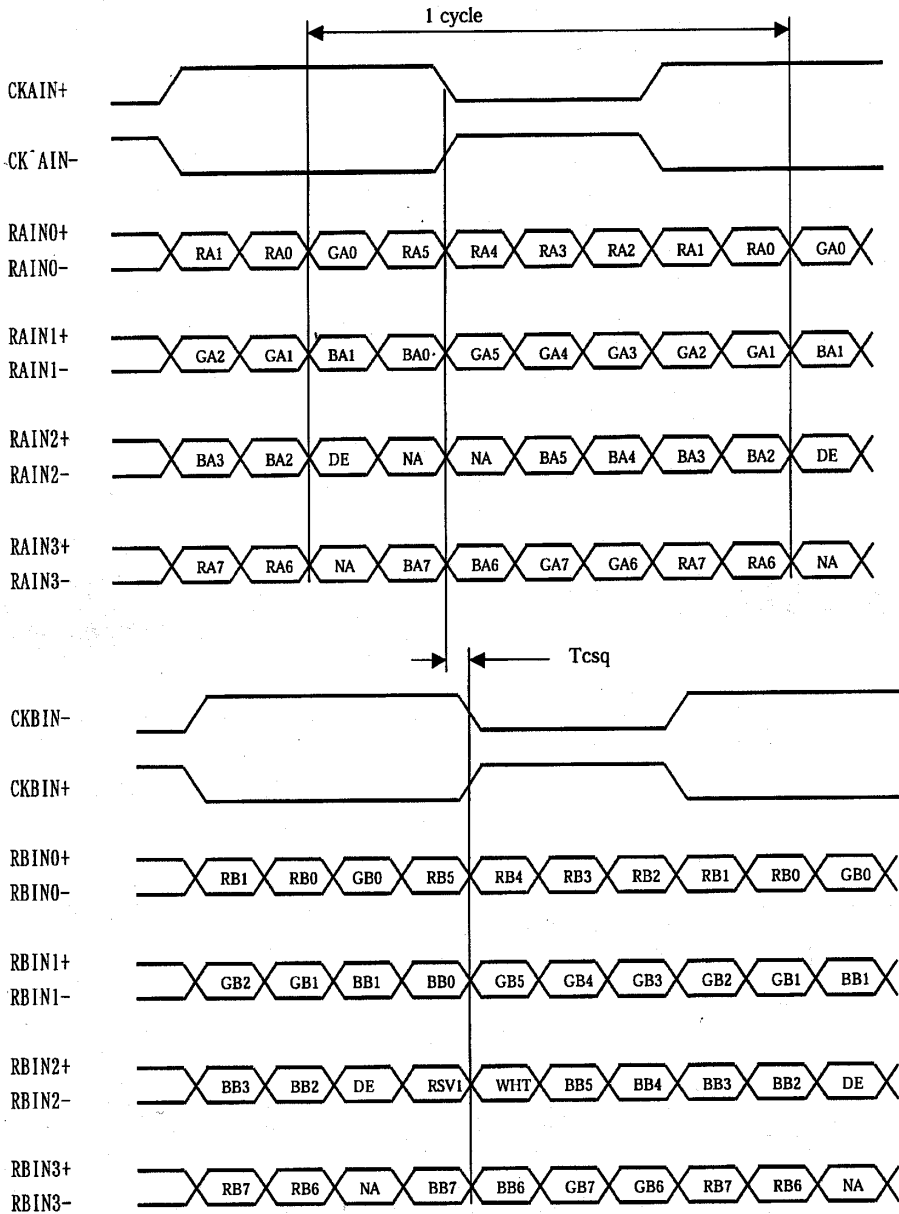 1 cycle
CKAIN+
CK¯AIN-
RAIN0+
RA1 RA0 GA0 RA5 RA4 RA3 RA2 RA1 RA0 GA0
RAIN0-
RAIN1+
GA2 GA1 BA1 BA0 GA5 GA4 GA3 GA2 GA1 BA1
RAIN1-
RAIN2+
BA3 BA2 DE NA NA BA5 BA4 BA3 BA2 DE
RAIN2-
RAIN3+
RA7 RA6 NA BA7 BA6 GA7 GA6 RA7 RA6 NA
RAIN3-
Tcsq
CKBIN-
CKBIN+
RBIN0+
RB1 RB0 GB0 RB5 RB4 RB3 RB2 RB1 RB0 GB0
RBIN0-
RBIN1+
GB2 GB1 BB1 BB0 GB5 GB4 GB3 GB2 GB1 BB1
RBIN1-
RBIN2+
BB3 BB2 DE RSV1 WHT BB5 BB4 BB3 BB2 DE
RBIN2-
RBIN3+
RB7 RB6 NA BB7 BB6 GB7 GB6 RB7 RB6 NA
RBIN3-